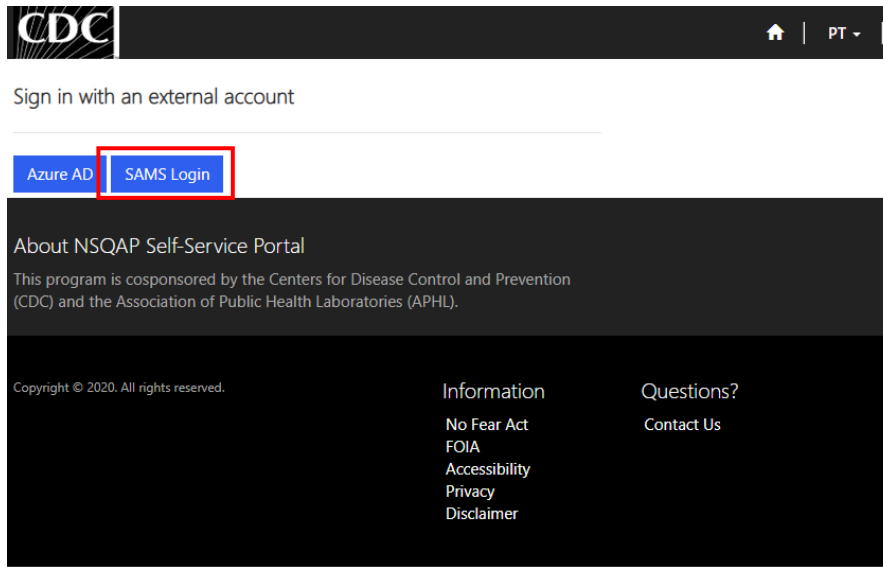 CDC
PT
Sign in with an external account
Azure AD
SAMS Login
About NSQAP Self-Service Portal
This program is cosponsored by the Centers for Disease Control and Prevention
(CDC) and the Association of Public Health Laboratories (APHL).
Copyright © 2020. All rights reserved.
Information
No Fear Act
FOIA
Accessibility
Privacy
Disclaimer
Questions?
Contact Us